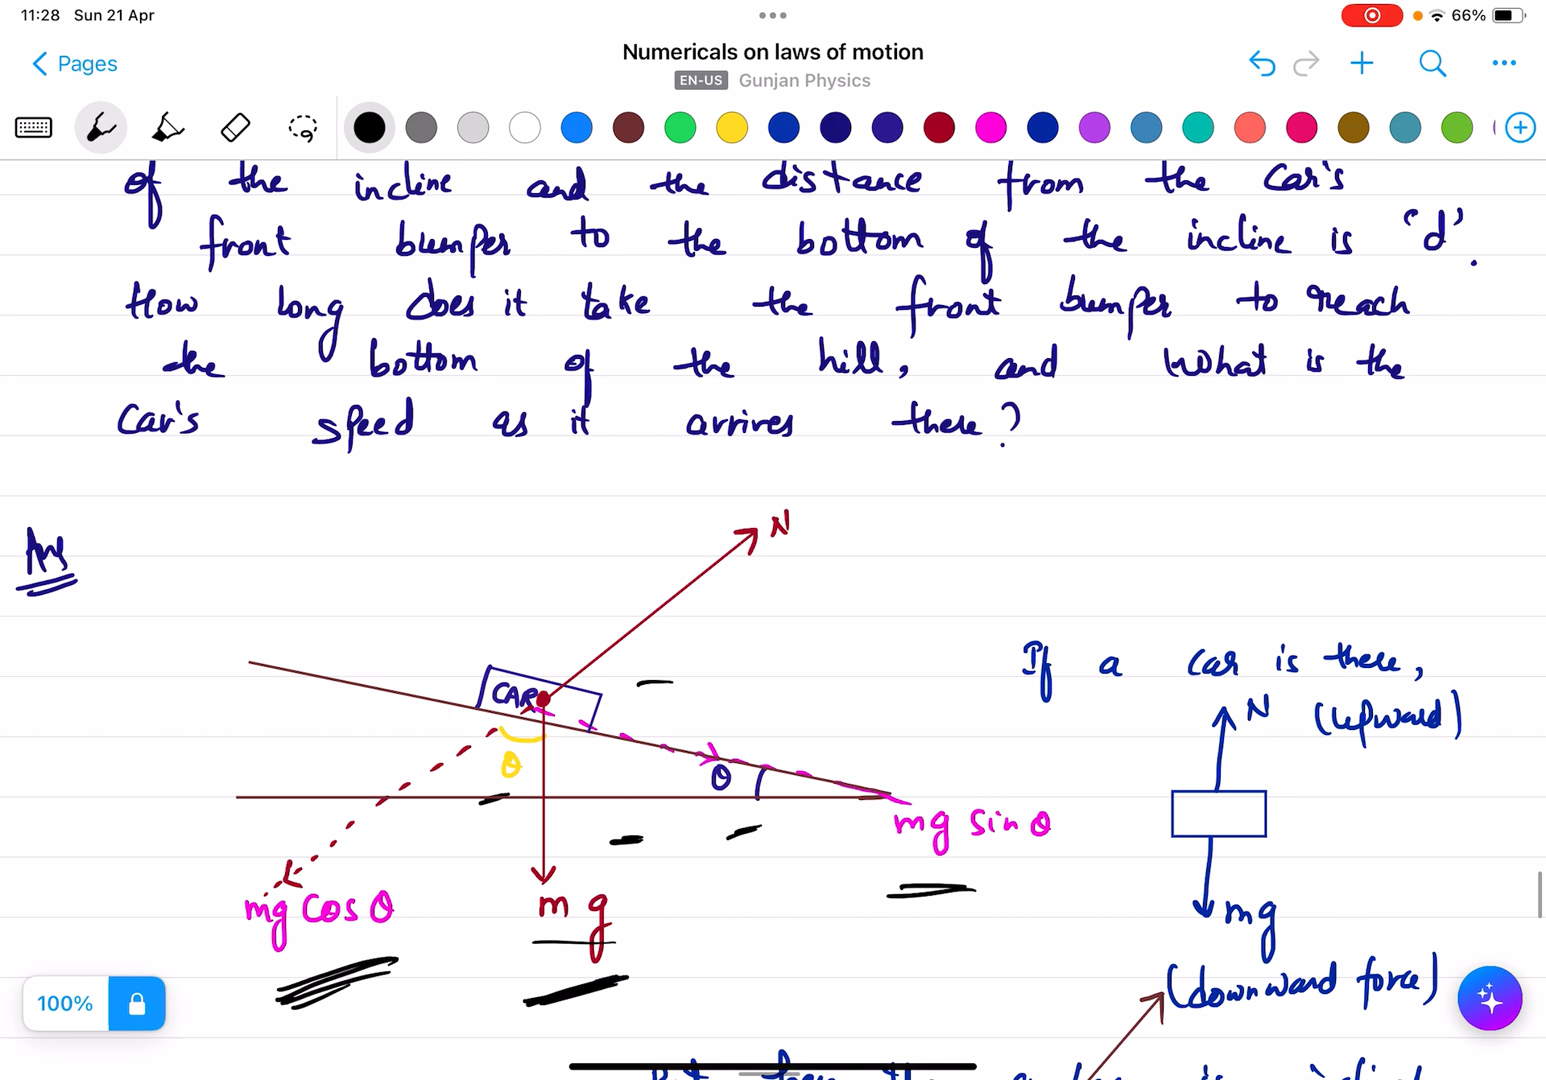 11:28 Sun 21 Apr
66%
Pages
Numericals on laws of motion
EN-US Gunjan Physics
of the incline and the distance from the car's
front bumper to the bottom of the incline is 'd'.
How long does it take the front bumper to reach
the bottom of the hill, and what is the
car's speed as it arrives there?
Ans
N
If a car is there,
CAR
N (upward)
θ
θ
mg sin θ
mg cos θ
mg
mg
(downward force)
100%